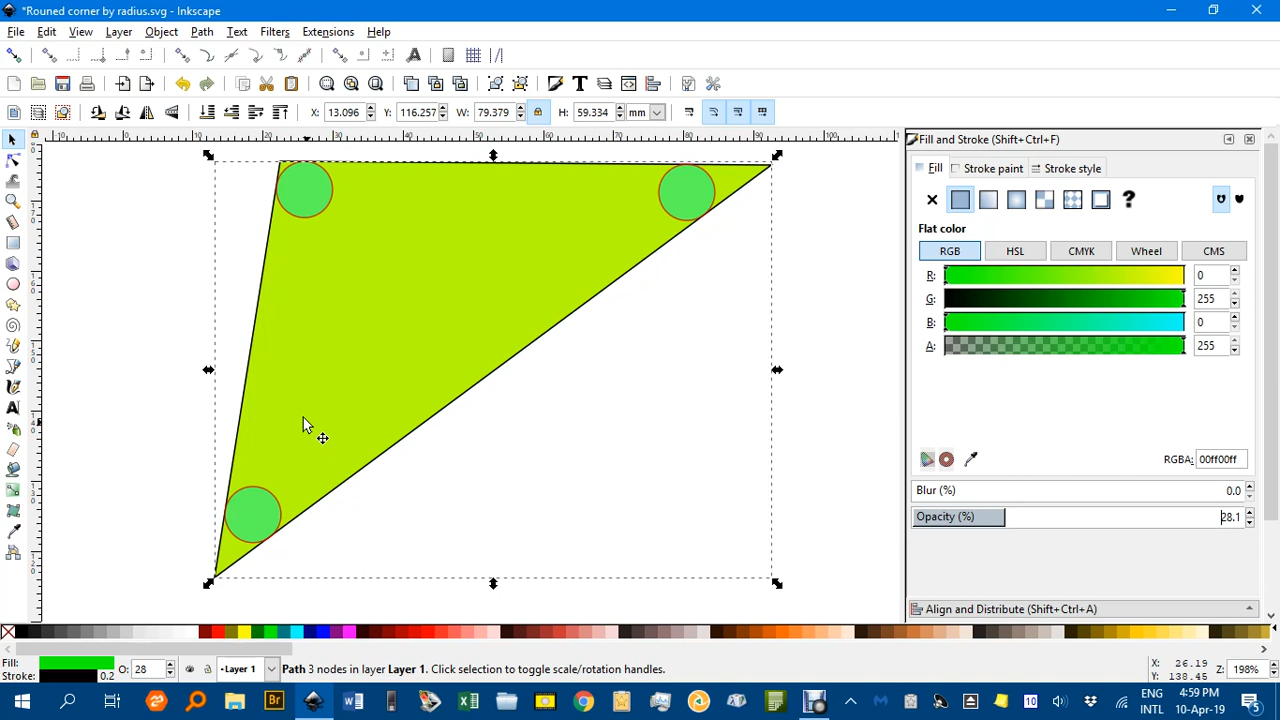 *Rouned corner by radius.svg - Inkscape
File Edit View Layer Object Path Text Filters Extensions Help
X: 13.096 Y: 116.257 W: 79.379 H: 59.334 mm
Fill and Stroke (Shift+Ctrl+F)
Fill Stroke paint Stroke style
Flat color
RGB HSL CMYK Wheel CMS
R: 0
G: 255
B: 0
A: 255
RGBA: 00ff00ff
Blur (%) 0.0
Opacity (%) 28.1
Align and Distribute (Shift+Ctrl+A)
Fill: O: 28 Layer 1 Path 3 nodes in layer Layer 1. Click selection to toggle scale/rotation handles. X: 26.19 Z: 198%
Stroke: 0.2 Y: 138.45
ENG 4:59 PM
INTL 10-Apr-19